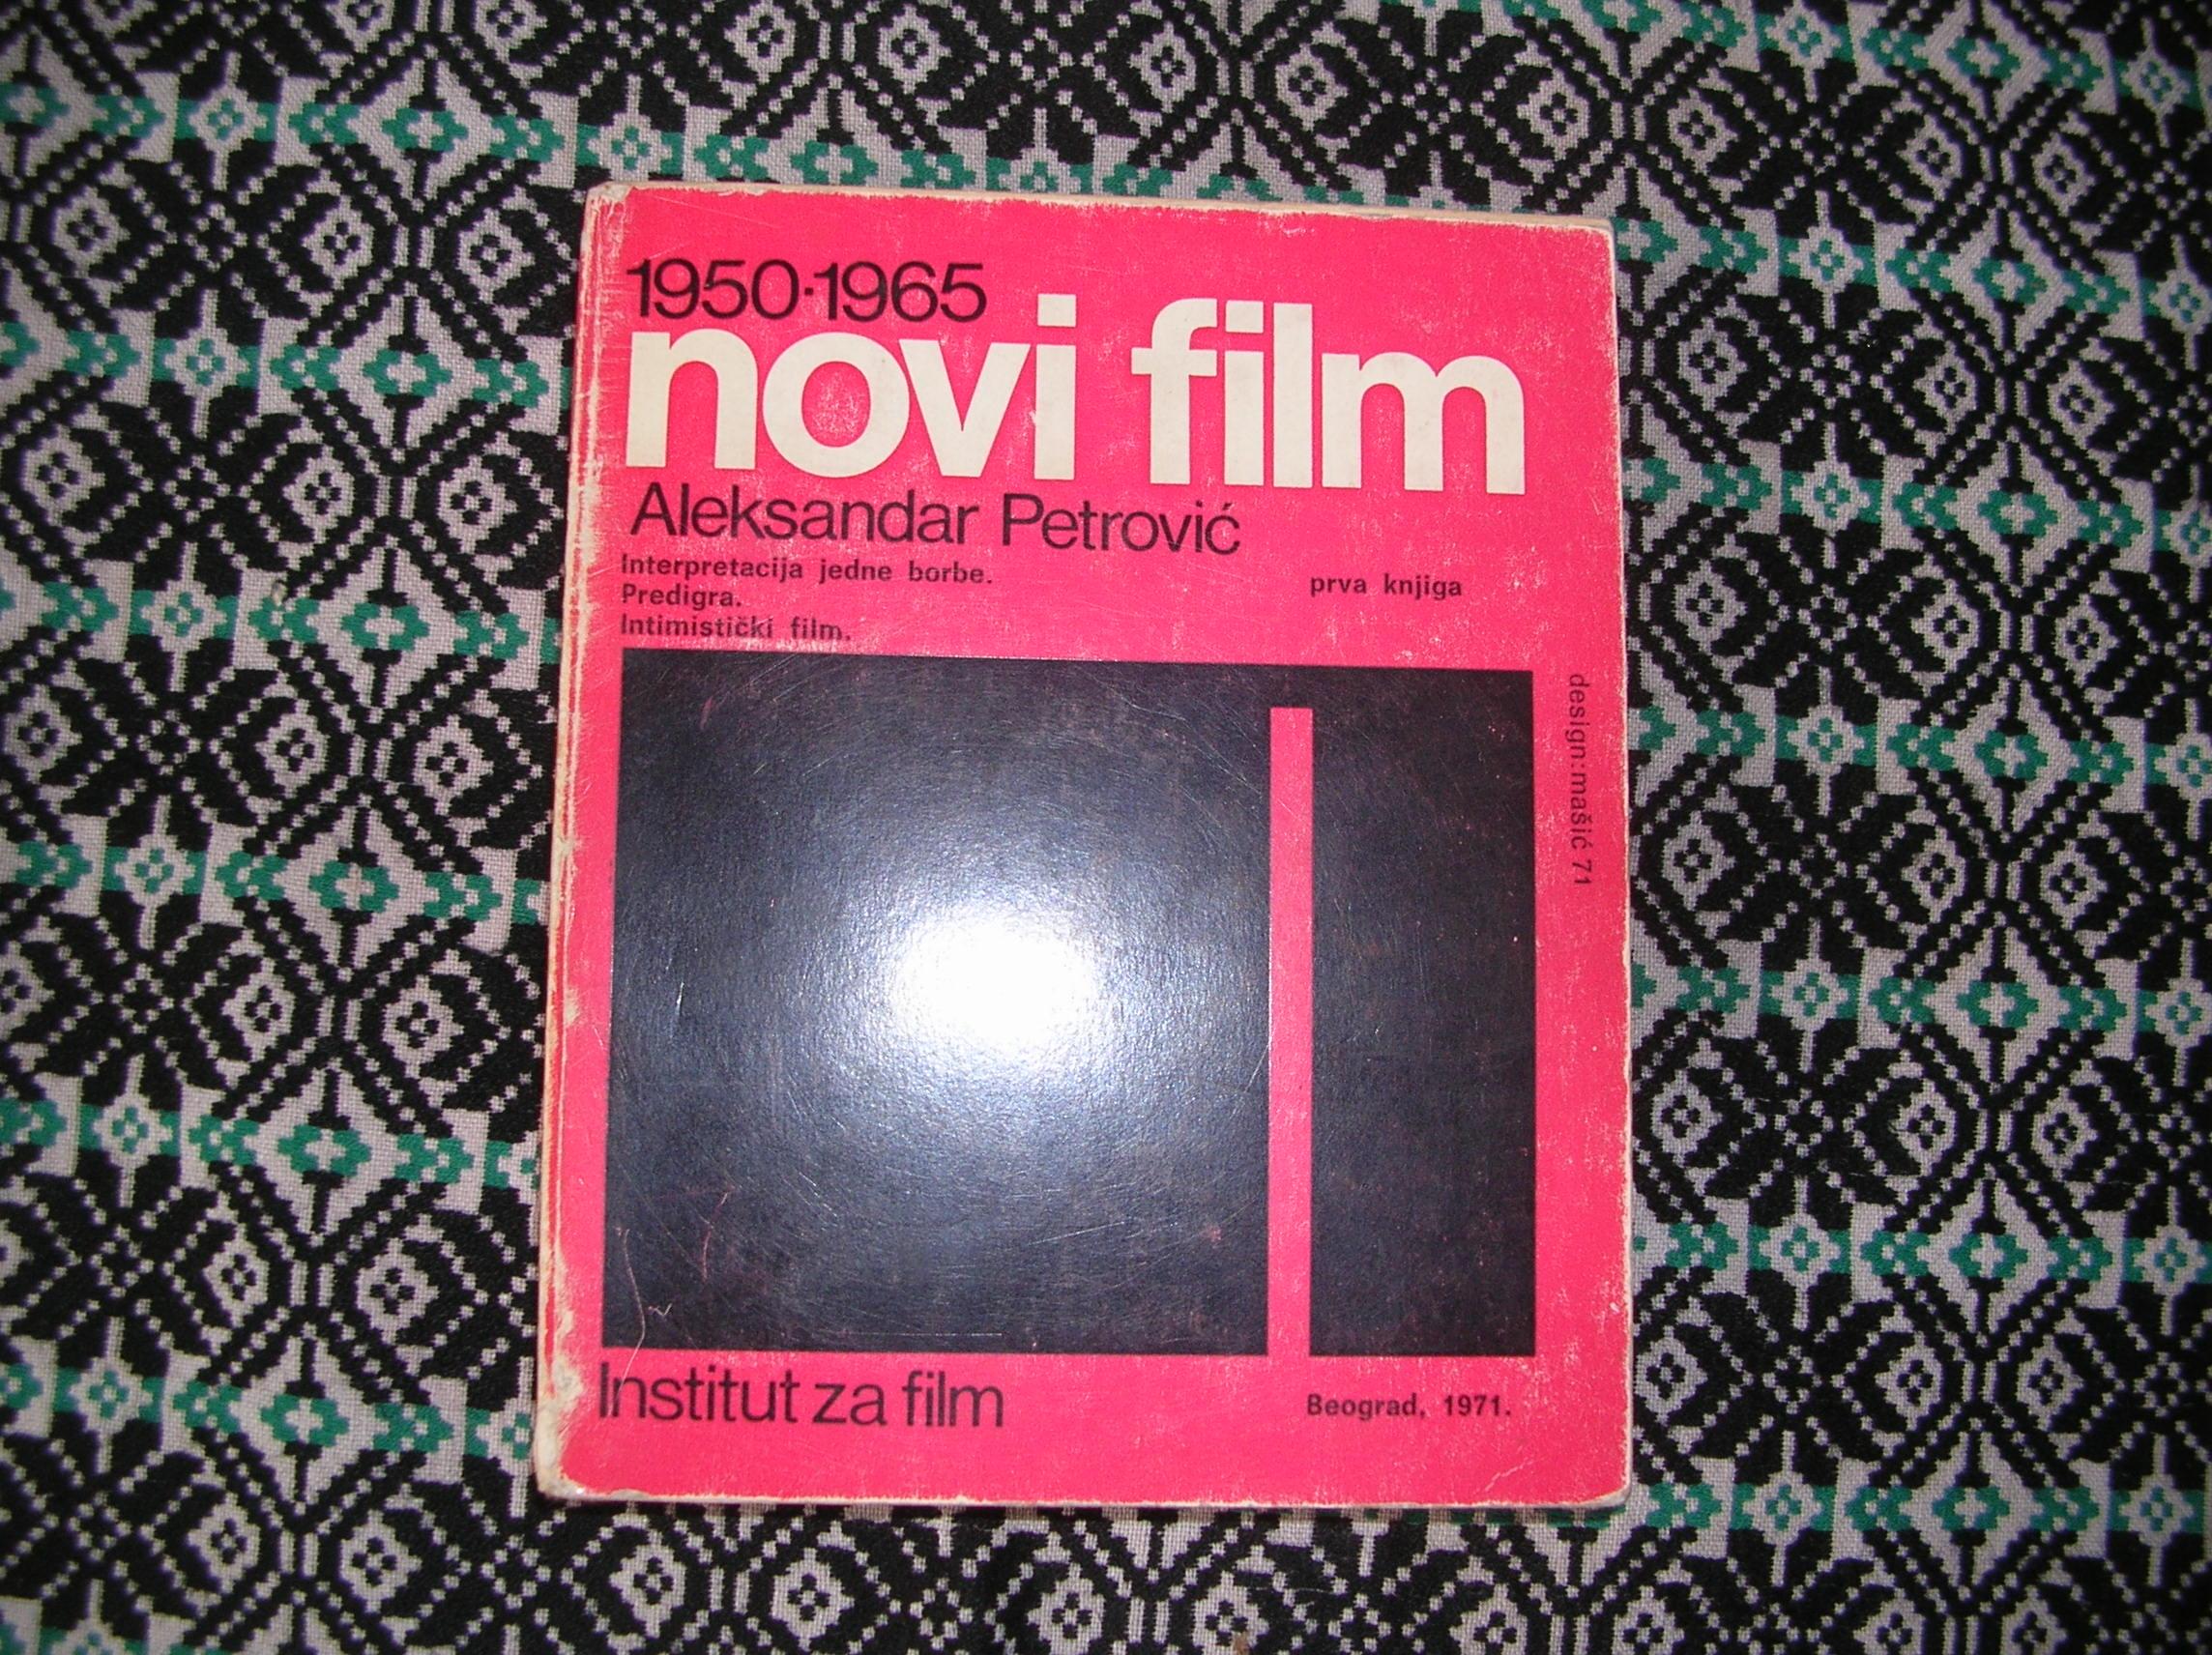 1950·1965
novi film
Aleksandar Petrović
Interpretacija jedne borbe.
Predigra.
Intimistički film.
prva knjiga
design:mašić 71
Institut za film
Beograd, 1971.